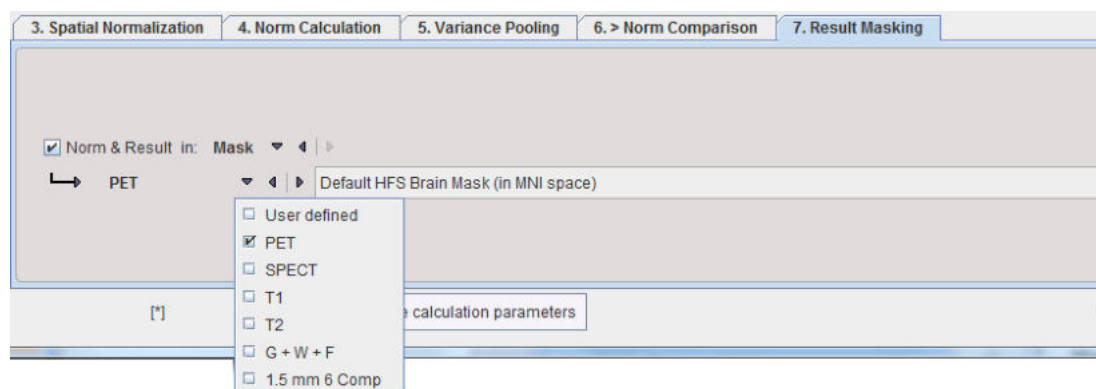 3. Spatial Normalization 4. Norm Calculation 5. Variance Pooling 6. > Norm Comparison 7. Result Masking
Norm & Result in: Mask
PET Default HFS Brain Mask (in MNI space)
User defined
PET
SPECT
T1
[*] calculation parameters
T2
G + W + F
1.5 mm 6 Comp